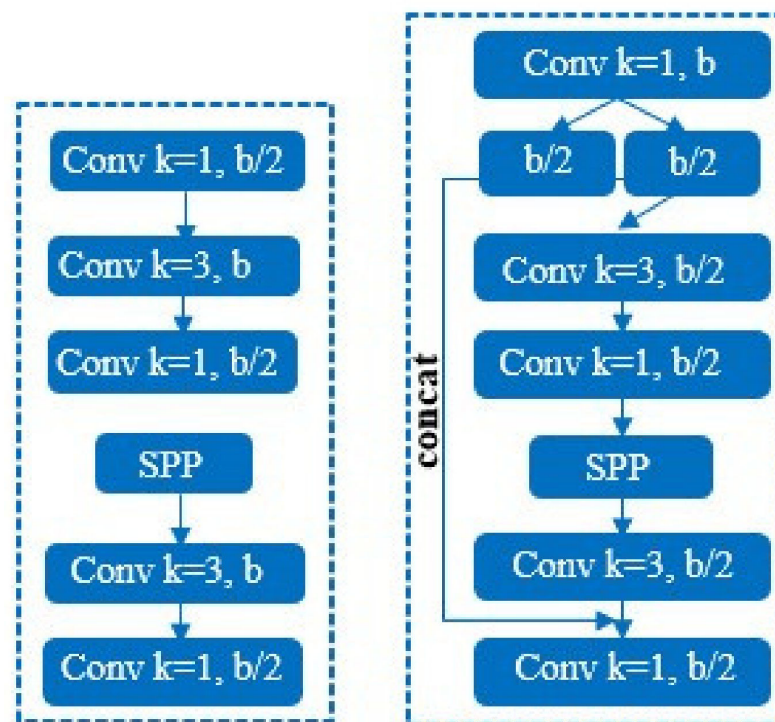 Conv k=1, b/2
Conv k=3, b
Conv k=1, b/2
SPP
Conv k=3, b
Conv k=1, b/2
Conv k=1, b
b/2
b/2
Conv k=3, b/2
Conv k=1, b/2
concat
SPP
Conv k=3, b/2
Conv k=1, b/2